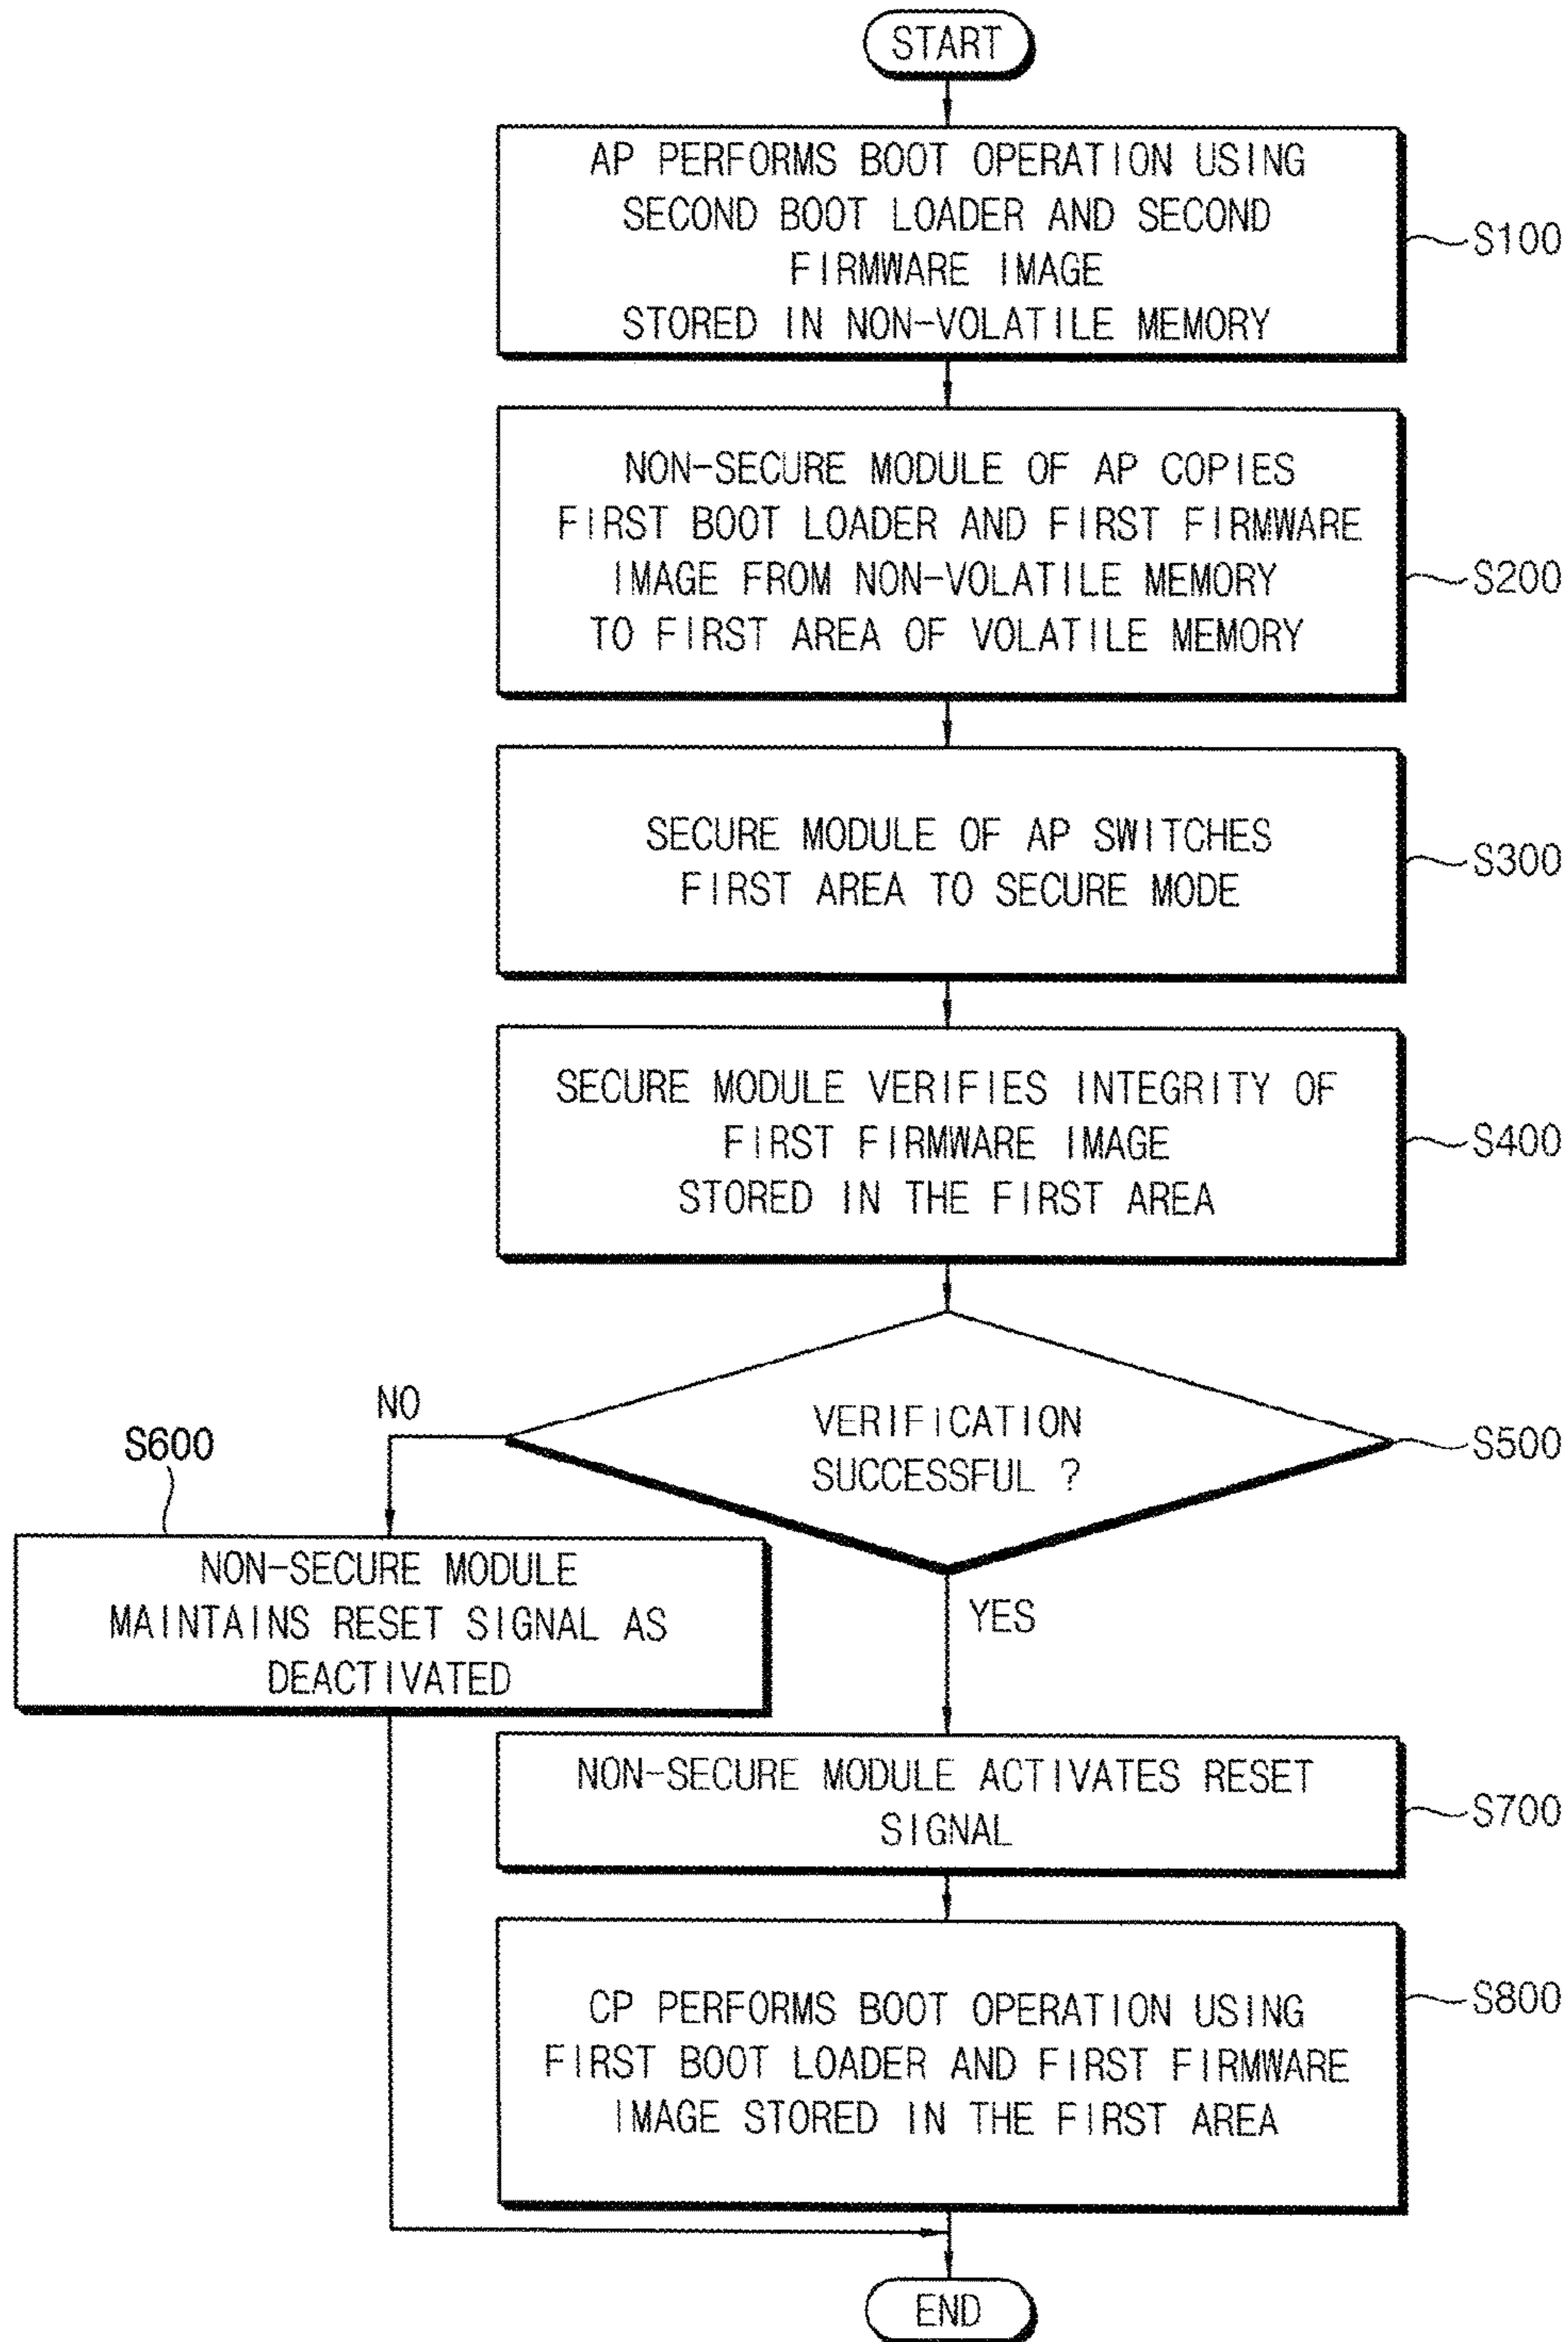 START
AP PERFORMS BOOT OPERATION USING
SECOND BOOT LOADER AND SECOND
FIRMWARE IMAGE
STORED IN NON-VOLATILE MEMORY
S100
NON-SECURE MODULE OF AP COPIES
FIRST BOOT LOADER AND FIRST FIRMWARE
IMAGE FROM NON-VOLATILE MEMORY
TO FIRST AREA OF VOLATILE MEMORY
S200
SECURE MODULE OF AP SWITCHES
FIRST AREA TO SECURE MODE
S300
SECURE MODULE VERIFIES INTEGRITY OF
FIRST FIRMWARE IMAGE
STORED IN THE FIRST AREA
S400
VERIFICATION
SUCCESSFUL ?
S500
NO
S600
NON-SECURE MODULE
MAINTAINS RESET SIGNAL AS
DEACTIVATED
YES
NON-SECURE MODULE ACTIVATES RESET
SIGNAL
S700
CP PERFORMS BOOT OPERATION USING
FIRST BOOT LOADER AND FIRST FIRMWARE
IMAGE STORED IN THE FIRST AREA
S800
END